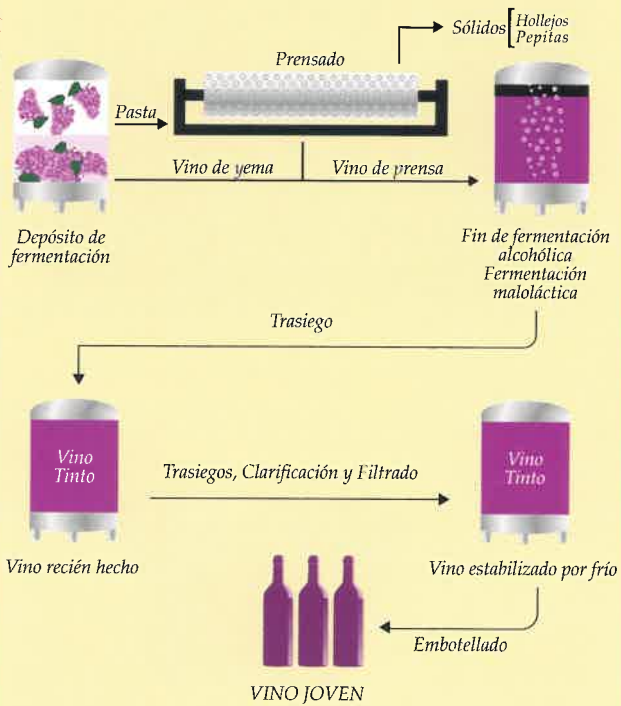 Sólidos
Hollejos
Pepitas
Prensado
Pasta
Vino de yema
Vino de prensa
Depósito de
fermentación
Fin de fermentación
alcohólica
Fermentación
maloláctica
Trasiego
Vino
Tinto
Trasiegos, Clarificación y Filtrado
Vino
Tinto
Vino recién hecho
Vino estabilizado por frío
Embotellado
VINO JOVEN